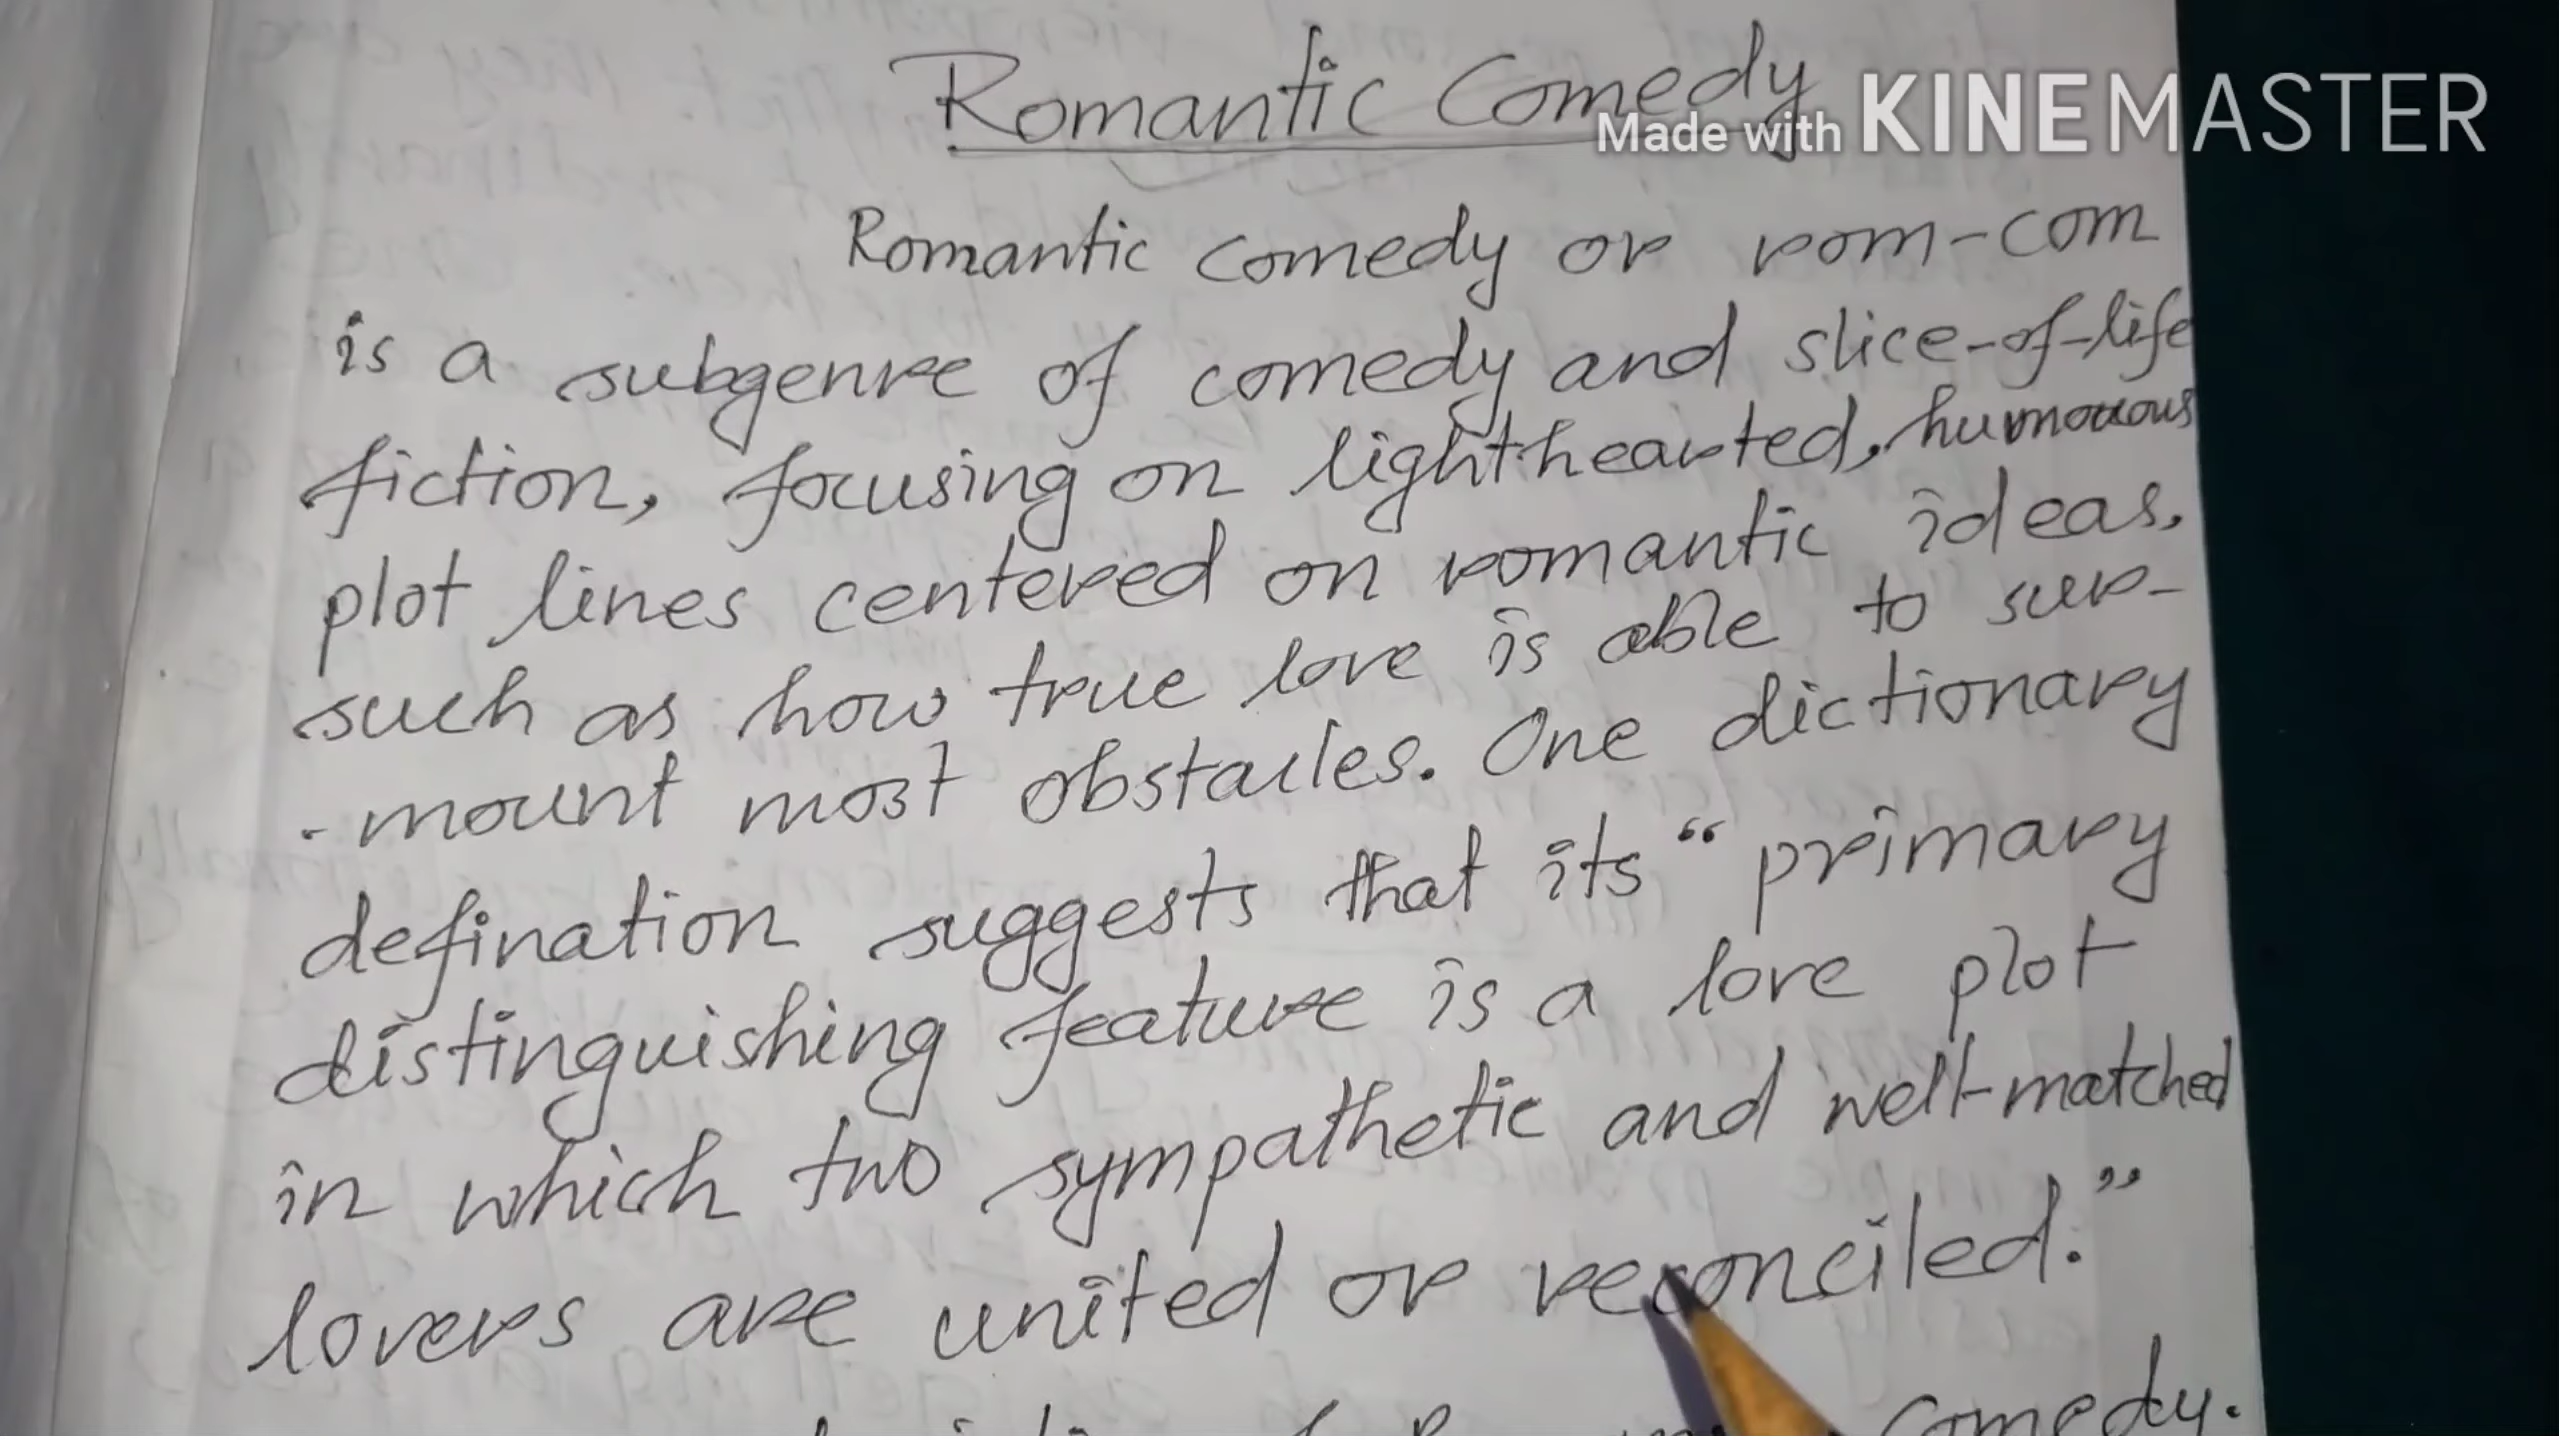 Romantic Comedy
Made with KINEMASTER
Romantic comedy or rom-com
is a subgenre of comedy and slice-of-life
fiction, focusing on lighthearted, humorous
plot lines centered on romantic ideas,
such as how true love is able to sur-
-mount most obstacles. One dictionary
defination suggests that its "primary
distinguishing feature is a love plot
in which two sympathetic and well-matched
lovers are united or reconciled."
Comedy.